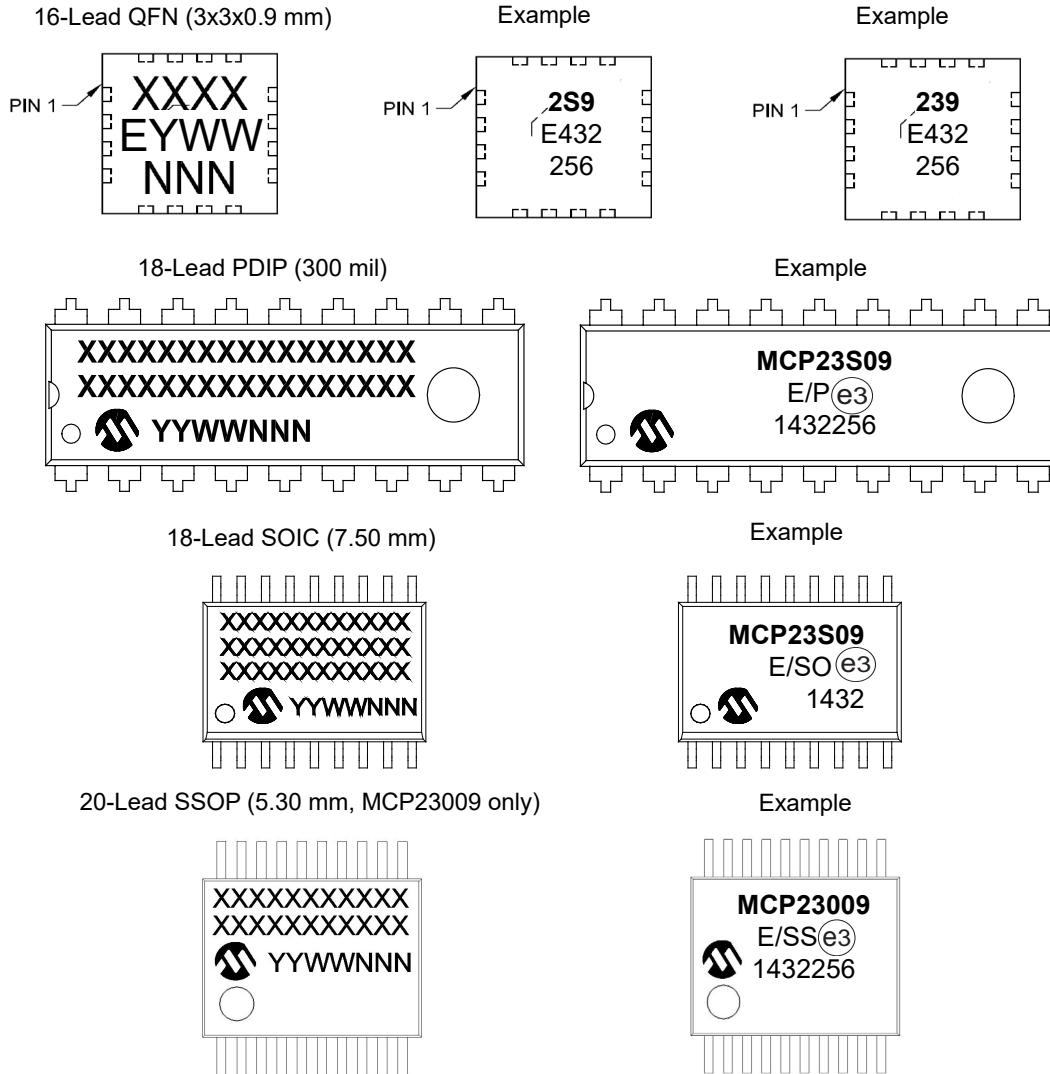 16-Lead QFN (3x3x0.9 mm)
Example
Example
PIN 1
XXXX
EYWW
NNN
PIN 1
2S9
E432
256
PIN 1
239
E432
256
18-Lead PDIP (300 mil)
Example
XXXXXXXXXXXXXXXXX
XXXXXXXXXXXXXXXXX
YYWWNNN
MCP23S09
E/P e3
1432256
18-Lead SOIC (7.50 mm)
Example
XXXXXXXXXXXX
XXXXXXXXXXXX
XXXXXXXXXXXX
YYWWNNN
MCP23S09
E/SO e3
1432
20-Lead SSOP (5.30 mm, MCP23009 only)
Example
XXXXXXXXXXX
XXXXXXXXXXX
YYWWNNN
MCP23009
E/SS e3
1432256